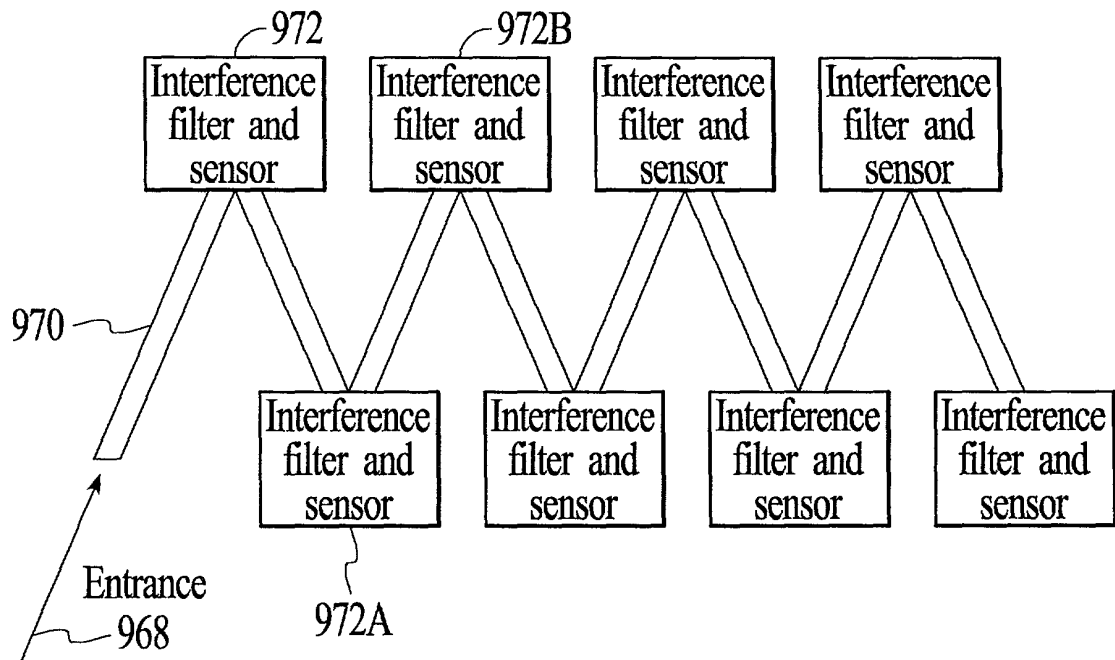 972
972B
Interference
filter and
sensor
Interference
filter and
sensor
Interference
filter and
sensor
Interference
filter and
sensor
970
Interference
filter and
sensor
Interference
filter and
sensor
Interference
filter and
sensor
Interference
filter and
sensor
Entrance
968
972A